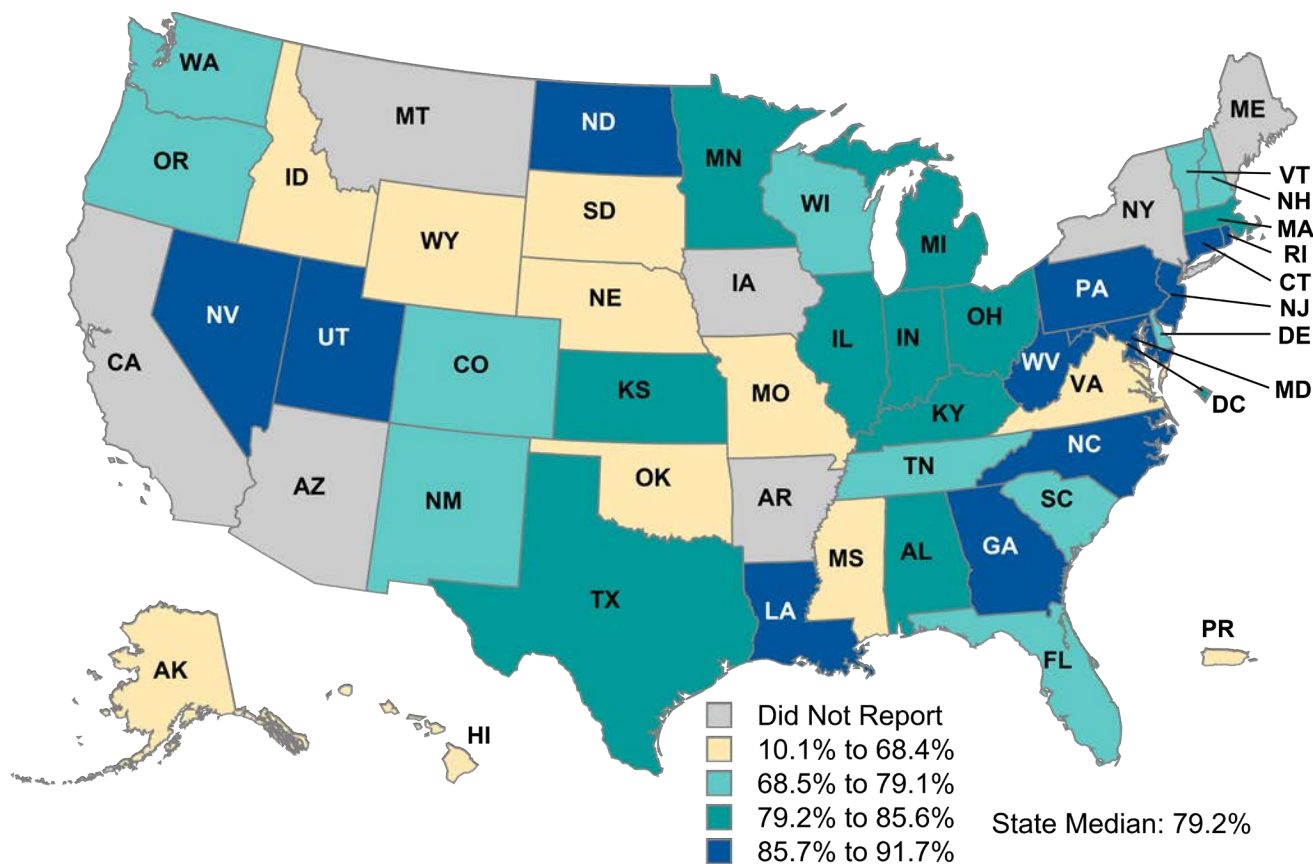 WA
MT
ND
ME
OR
ID
MN
VT
NH
SD
WI
NY
MA
WY
MI
RI
IA
CT
NE
PA
NJ
NV
UT
IL
IN
OH
DE
CA
CO
WV
MD
KS
MO
VA
DC
KY
NC
AZ
NM
OK
TN
AR
SC
MS
AL
GA
TX
LA
PR
AK
FL
HI
Did Not Report
10.1% to 68.4%
68.5% to 79.1%
79.2% to 85.6%
85.7% to 91.7%
State Median: 79.2%